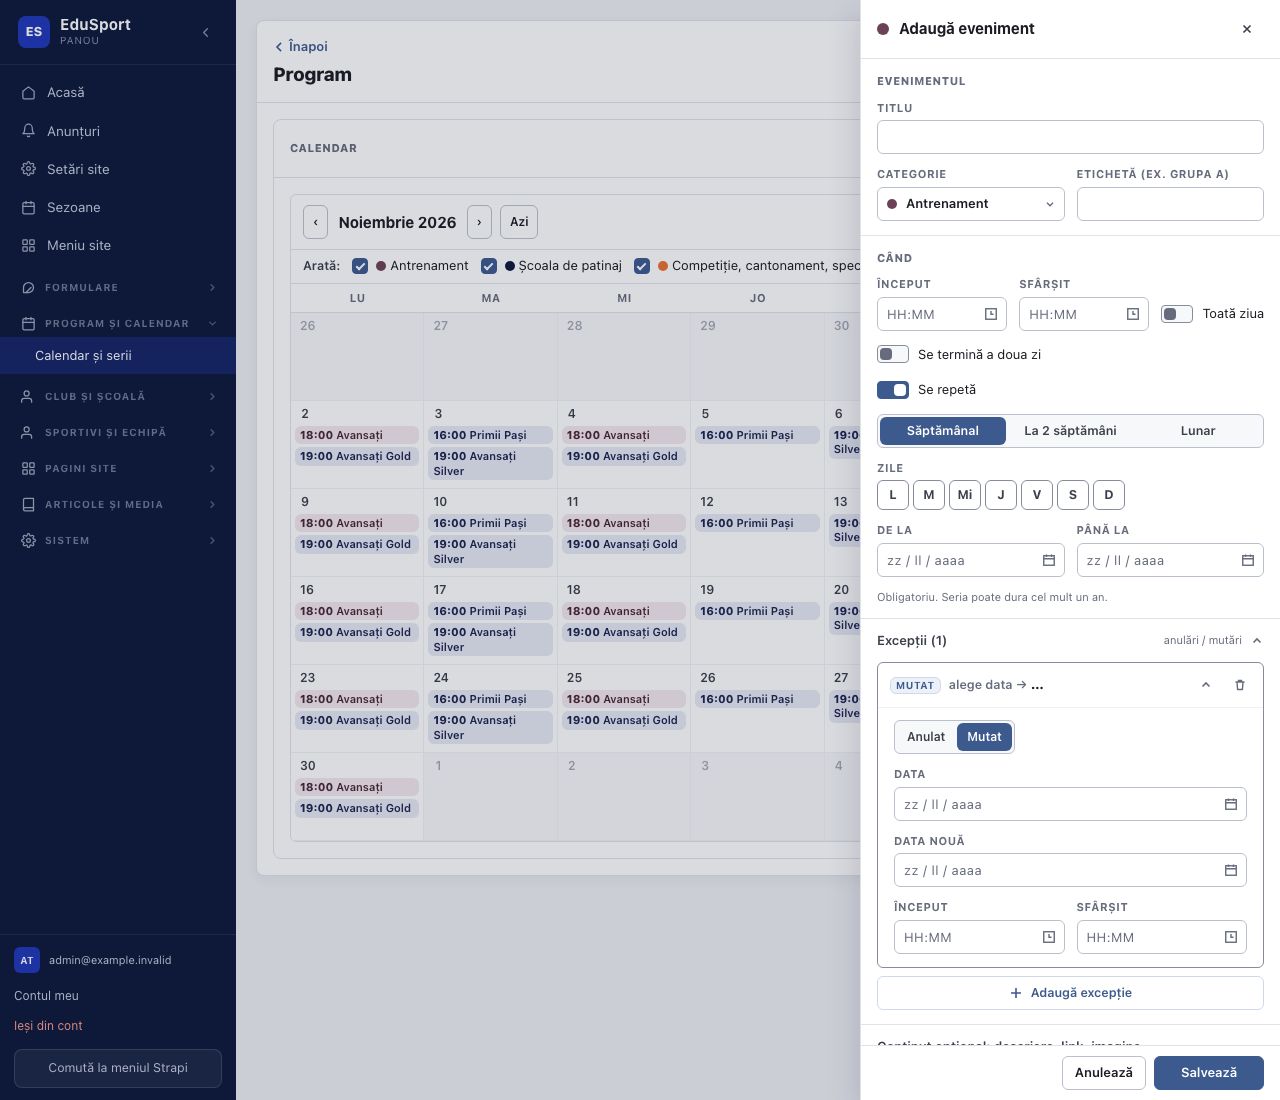 ES
EduSport
PANOU
Acasă
Anunțuri
Setări site
Sezoane
Meniu site
FORMULARE
PROGRAM ȘI CALENDAR
Calendar și serii
CLUB ȘI ȘCOALĂ
SPORTIVI ȘI ECHIPĂ
PAGINI SITE
ARTICOLE ȘI MEDIA
SISTEM
AT admin@example.invalid
Contul meu
Ieși din cont
Comută la meniul Strapi
Înapoi
Program
CALENDAR
Noiembrie 2026 Azi
Arată: Antrenament Școala de patinaj Competiție, cantonament, spec
LU MA MI JO
26 27 28 29 30
2 3 4 5 6
18:00 Avansați 16:00 Primii Pași 18:00 Avansați 16:00 Primii Pași
19:00 Avansați Gold 19:00 Avansați Silver 19:00 Avansați Gold
9 10 11 12 13
18:00 Avansați 16:00 Primii Pași 18:00 Avansați 16:00 Primii Pași
19:00 Avansați Gold 19:00 Avansați Silver 19:00 Avansați Gold
16 17 18 19 20
18:00 Avansați 16:00 Primii Pași 18:00 Avansați 16:00 Primii Pași
19:00 Avansați Gold 19:00 Avansați Silver 19:00 Avansați Gold
23 24 25 26 27
18:00 Avansați 16:00 Primii Pași 18:00 Avansați 16:00 Primii Pași
19:00 Avansați Gold 19:00 Avansați Silver 19:00 Avansați Gold
30 1 2 3 4
18:00 Avansați
19:00 Avansați Gold
Adaugă eveniment
EVENIMENTUL
TITLU
CATEGORIE ETICHETĂ (EX. GRUPA A)
Antrenament
CÂND
ÎNCEPUT SFÂRȘIT
HH:MM HH:MM Toată ziua
Se termină a doua zi
Se repetă
Săptămânal La 2 săptămâni Lunar
ZILE
L M Mi J V S D
DE LA PÂNĂ LA
zz / ll / aaaa zz / ll / aaaa
Obligatoriu. Seria poate dura cel mult un an.
Excepții (1) anulări / mutări
MUTAT alege data → ...
Anulat Mutat
DATA
zz / ll / aaaa
DATA NOUĂ
zz / ll / aaaa
ÎNCEPUT SFÂRȘIT
HH:MM HH:MM
+ Adaugă excepție
Anulează Salvează